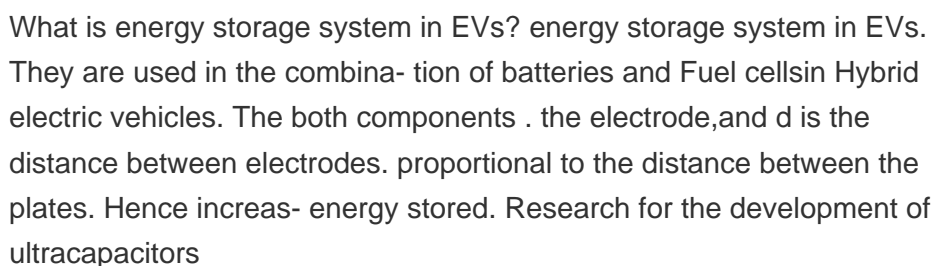 What is energy storage system in EVs? energy storage system in EVs.
They are used in the combina- tion of batteries and Fuel cellsin Hybrid
electric vehicles. The both components . the electrode,and d is the
distance between electrodes. proportional to the distance between the
plates. Hence increas- energy stored. Research for the development of
ultracapacitors